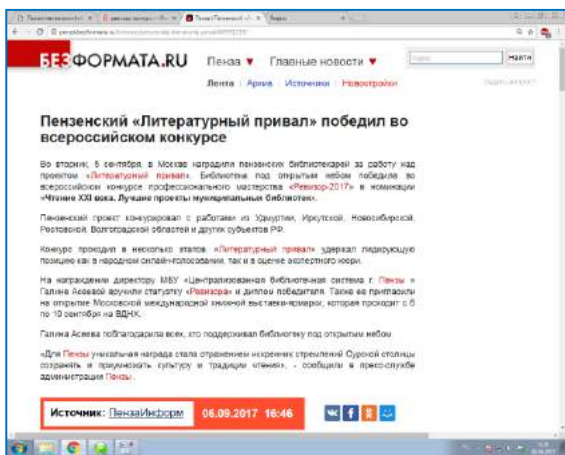 БЕЗФОРМАТА.RU Пенза ▼ Главные новости ▼ Найти
Лента | Архив | Источники | Новостройки
Пензенский «Литературный привал» победил во
всероссийском конкурсе
Во вторник, 5 сентября, в Москве наградили пензенских библиотекарей за работу над
проектом «Литературный привал». Библиотека под открытым небом победила во
всероссийском конкурсе профессионального мастерства «Ревизор-2017» в номинации
«Чтение XXI века. Лучшие проекты муниципальных библиотек».
Пензенский проект конкурировал с работами из Удмуртии, Иркутской, Новосибирской,
Ростовской, Волгоградской областей и других субъектов РФ.
Конкурс проходил в несколько этапов. «Литературный привал» удержал лидирующую
позицию как в народном онлайн-голосовании, так и в оценке экспертного жюри.
На награждении директору МБУ «Централизованная библиотечная система г. Пензы »
Галине Асеевой вручили статуэтку «Ревизора» и диплом победителя. Также ее пригласили
на открытие Московской международной книжной выставки-ярмарки, которая проходит с 6
по 10 сентября на ВДНХ.
Галина Асеева поблагодарила всех, кто поддерживал библиотеку под открытым небом.
«Для Пензы уникальная награда стала отражением искренних стремлений Сурской столицы
сохранять и приумножать культуру и традиции чтения», - сообщили в пресс-службе
администрации Пензы.
Источник: ПензаИнформ 06.09.2017 16:46